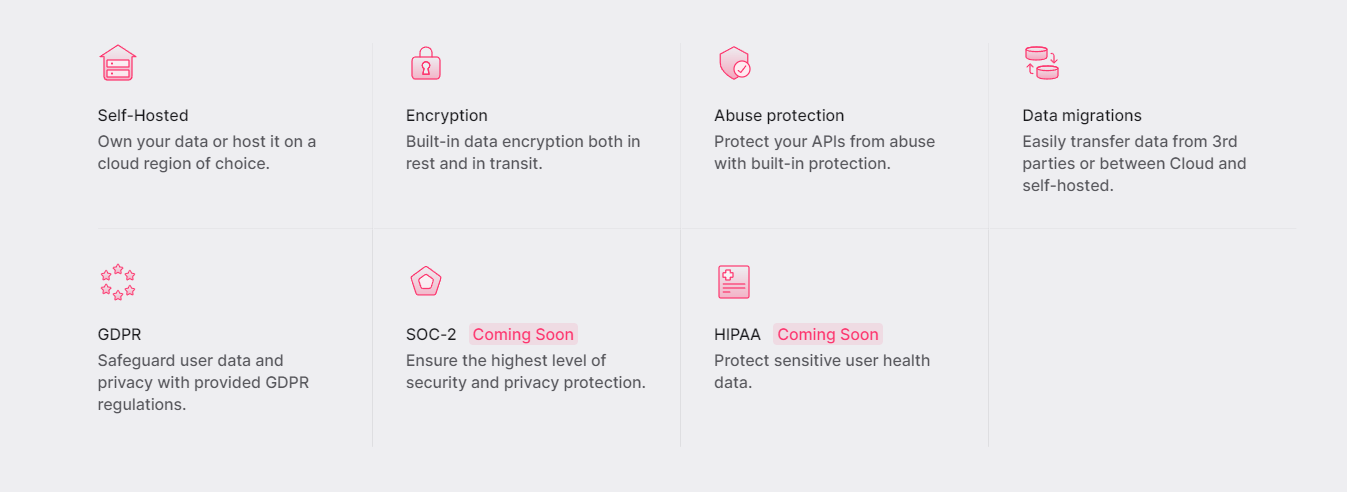 Self-Hosted
Own your data or host it on a
cloud region of choice.
Encryption
Built-in data encryption both in
rest and in transit.
Abuse protection
Protect your APIs from abuse
with built-in protection.
Data migrations
Easily transfer data from 3rd
parties or between Cloud and
self-hosted.
GDPR
Safeguard user data and
privacy with provided GDPR
regulations.
SOC-2 Coming Soon
Ensure the highest level of
security and privacy protection.
HIPAA Coming Soon
Protect sensitive user health
data.